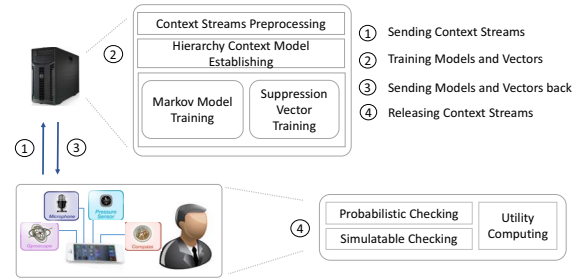 Context Streams Preprocessing
Hierarchy Context Model
Establishing
Markov Model
Training
Suppression
Vector
Training
2
1 Sending Context Streams
2 Training Models and Vectors
3 Sending Models and Vectors back
4 Releasing Context Streams
1
3
Microphone
Pressure
Sensor
Gyroscope
Compass
4
Probabilistic Checking
Simulatable Checking
Utility
Computing